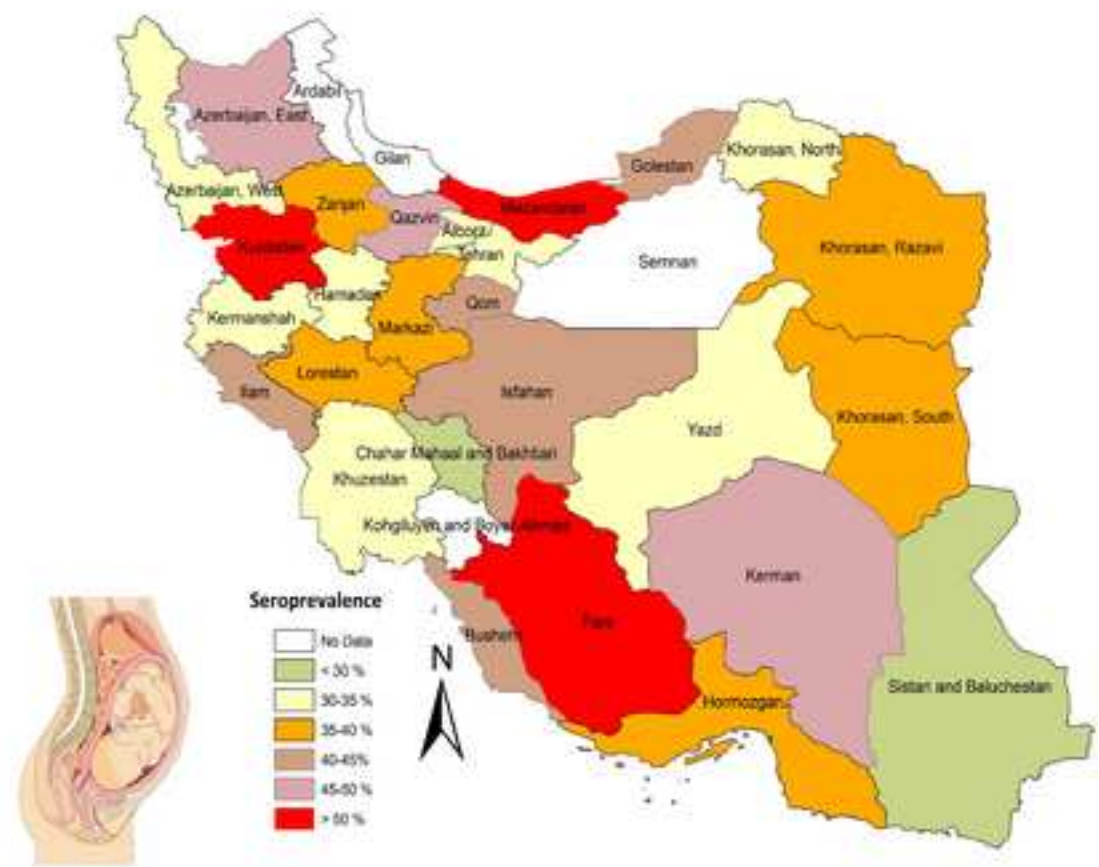 Ardabil
Azerbaijan, East
Gilan
Golestan
Khorasan, North
Azerbaijan, West
Zanjan
Mazandaran
Qazvin
Alborz/
Tehran
Kurdistan
Semnan
Khorasan, Razavi
Hamadan
Qom
Kermanshah
Markazi
Lorestan
Ilam
Isfahan
Khorasan, South
Yazd
Chahar Mahaal and Bakhtiari
Khuzestan
Kohgiluyeh and Boyer-Ahmad
Kerman
Seroprevalence
Fars
Bushehr
N
No Data
< 30 %
30-35 %
35-40 %
40-45%
45-50 %
> 50 %
Sistan and Baluchestan
Hormozgan